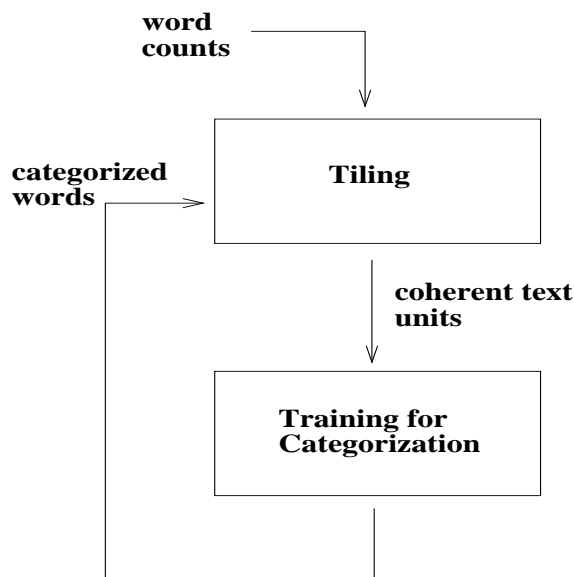 word
counts
Tiling
categorized
words
coherent text
units
Training for
Categorization